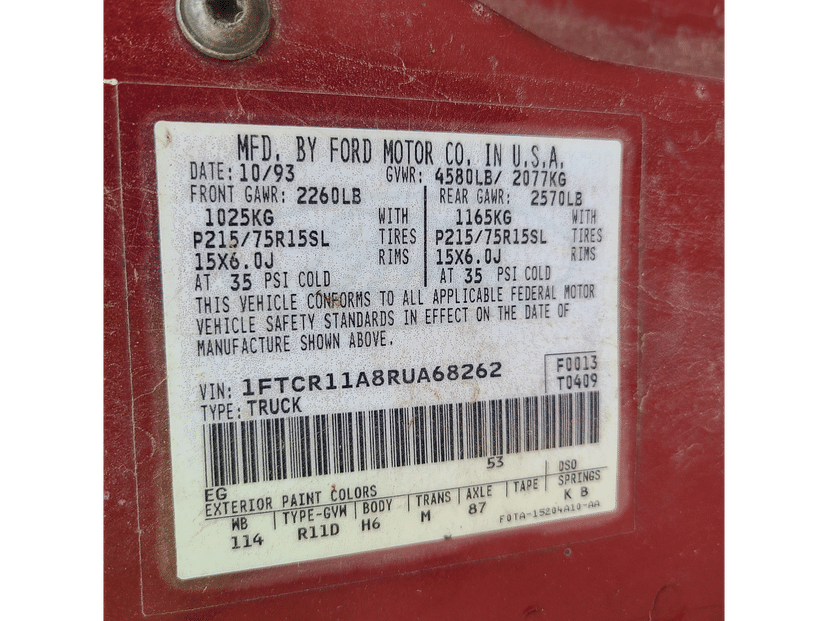 MFD. BY FORD MOTOR CO. IN U.S.A.
DATE: 10/93 GVWR: 4580LB/ 2077KG
FRONT GAWR: 2260LB REAR GAWR: 2570LB
1025KG WITH 1165KG WITH
P215/75R15SL TIRES P215/75R15SL TIRES
15X6.0J RIMS 15X6.0J RIMS
AT 35 PSI COLD AT 35 PSI COLD
THIS VEHICLE CONFORMS TO ALL APPLICABLE FEDERAL MOTOR
VEHICLE SAFETY STANDARDS IN EFFECT ON THE DATE OF
MANUFACTURE SHOWN ABOVE.
VIN: 1FTCR11A8RUA68262 F0013
TYPE: TRUCK T0409
53
EG DSO
EXTERIOR PAINT COLORS
WB TYPE-GVW BODY TRANS AXLE TAPE SPRINGS
114 R11D H6 M 87 K 8
F0TA-15204A10-AA